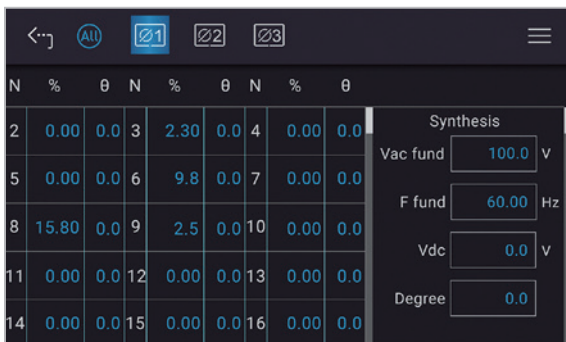 All Ø1 Ø2 Ø3
N % θ N % θ N % θ
2 0.00 0.0 3 2.30 0.0 4 0.00 0.0
5 0.00 0.0 6 9.8 0.0 7 0.00 0.0
8 15.80 0.0 9 2.5 0.0 10 0.00 0.0
11 0.00 0.0 12 0.00 0.0 13 0.00 0.0
14 0.00 0.0 15 0.00 0.0 16 0.00 0.0
Synthesis
Vac fund 100.0 V
F fund 60.00 Hz
Vdc 0.0 V
Degree 0.0